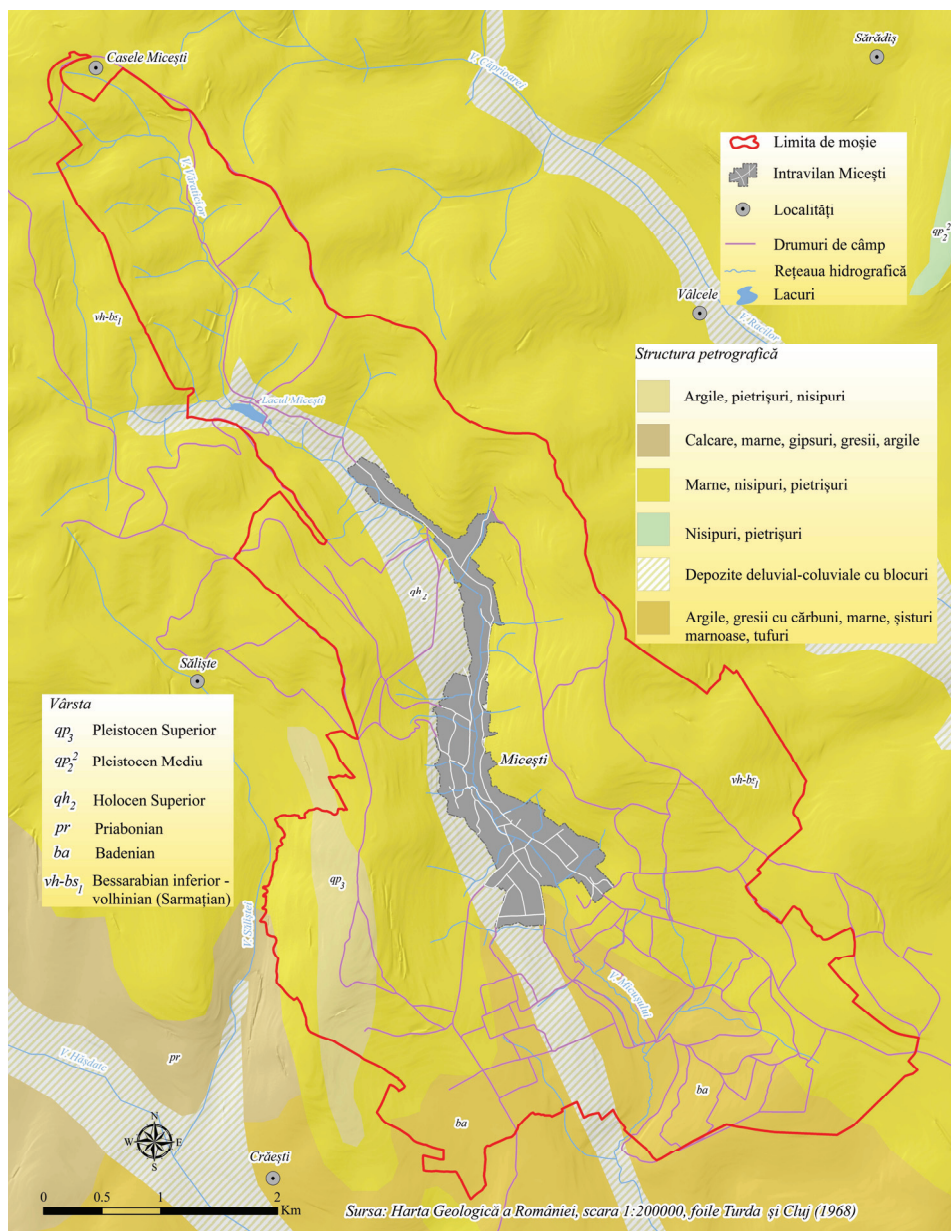 Casele Micești
Sărădiș
V. Căprioarei
V. Văraticilor
Limita de moșie
Intravilan Micești
Localități
Drumuri de câmp
Rețeaua hidrografică
Lacuri
qp₂²
Vâlcele
V. Racilor
vh-bs₁
Structura petrografică
Argile, pietrișuri, nisipuri
Calcare, marne, gipsuri, gresii, argile
Marne, nisipuri, pietrișuri
Nisipuri, pietrișuri
Depozite deluvial-coluviale cu blocuri
Argile, gresii cu cărbuni, marne, șisturi
marnoase, tufuri
Lacul Micești
qh₂
Săliște
Vârsta
qp₃ Pleistocen Superior
qp₂² Pleistocen Mediu
qh₂ Holocen Superior
pr Priabonian
ba Badenian
vh-bs₁ Bessarabian inferior -
volhinian (Sarmațian)
Micești
vh-bs₁
qp₃
V. Săliștei
V. Micușului
V. Hășdate
pr
ba
ba
N
W E
S
Crăești
0 0.5 1 2
Km
Sursa: Harta Geologică a României, scara 1:200000, foile Turda și Cluj (1968)